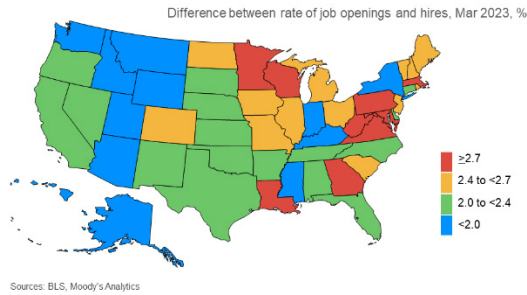 Difference between rate of job openings and hires, Mar 2023, %
≥2.7
2.4 to <2.7
2.0 to <2.4
<2.0
Sources: BLS, Moody's Analytics